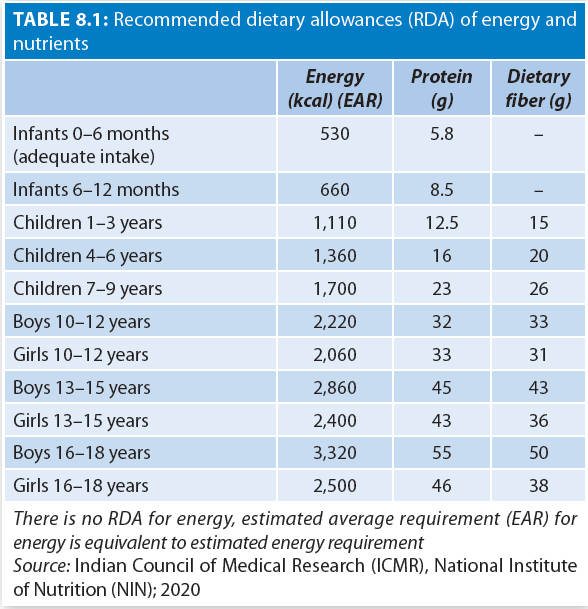 TABLE 8.1: Recommended dietary allowances (RDA) of energy and
nutrients
Energy (kcal) (EAR) Protein (g) Dietary fiber (g)
Infants 0–6 months (adequate intake) 530 5.8 –
Infants 6–12 months 660 8.5 –
Children 1–3 years 1,110 12.5 15
Children 4–6 years 1,360 16 20
Children 7–9 years 1,700 23 26
Boys 10–12 years 2,220 32 33
Girls 10–12 years 2,060 33 31
Boys 13–15 years 2,860 45 43
Girls 13–15 years 2,400 43 36
Boys 16–18 years 3,320 55 50
Girls 16–18 years 2,500 46 38
There is no RDA for energy, estimated average requirement (EAR) for
energy is equivalent to estimated energy requirement
Source: Indian Council of Medical Research (ICMR), National Institute
of Nutrition (NIN); 2020